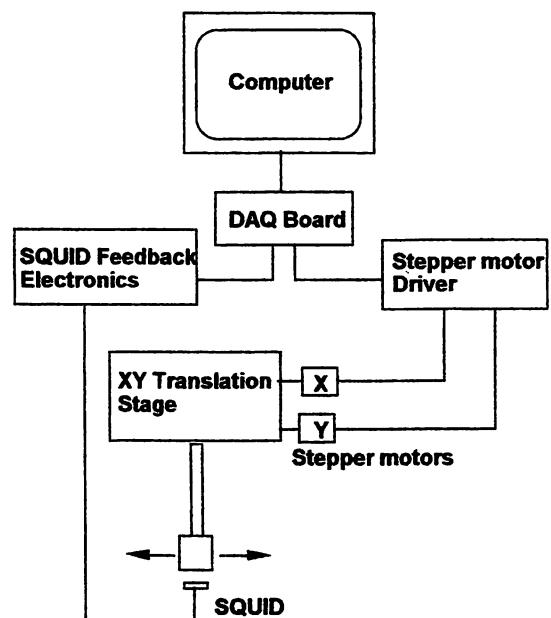 Computer
DAQ Board
SQUID Feedback
Electronics
Stepper motor
Driver
XY Translation
Stage
X
Y
Stepper motors
SQUID